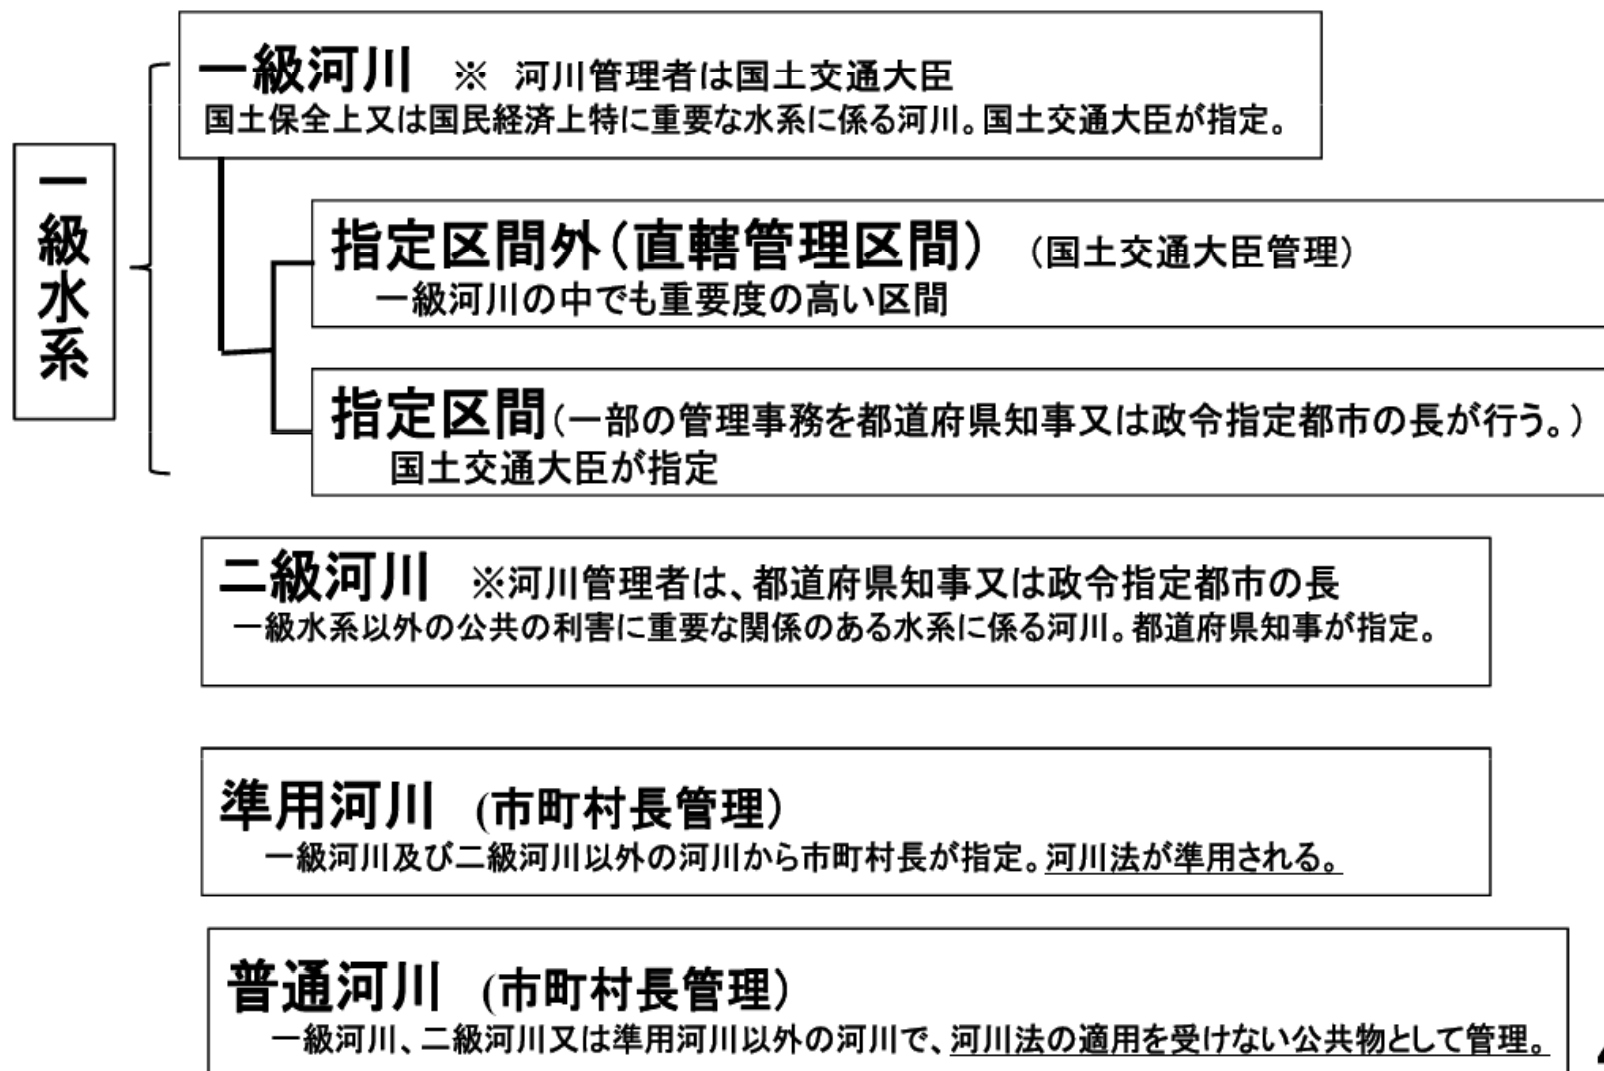 一級水系
一級河川 ※ 河川管理者は国土交通大臣
国土保全上又は国民経済上特に重要な水系に係る河川。国土交通大臣が指定。
指定区間外(直轄管理区間) (国土交通大臣管理)
一級河川の中でも重要度の高い区間
指定区間(一部の管理事務を都道府県知事又は政令指定都市の長が行う。)
国土交通大臣が指定
二級河川 ※河川管理者は、都道府県知事又は政令指定都市の長
一級水系以外の公共の利害に重要な関係のある水系に係る河川。都道府県知事が指定。
準用河川 (市町村長管理)
一級河川及び二級河川以外の河川から市町村長が指定。河川法が準用される。
普通河川 (市町村長管理)
一級河川、二級河川又は準用河川以外の河川で、河川法の適用を受けない公共物として管理。